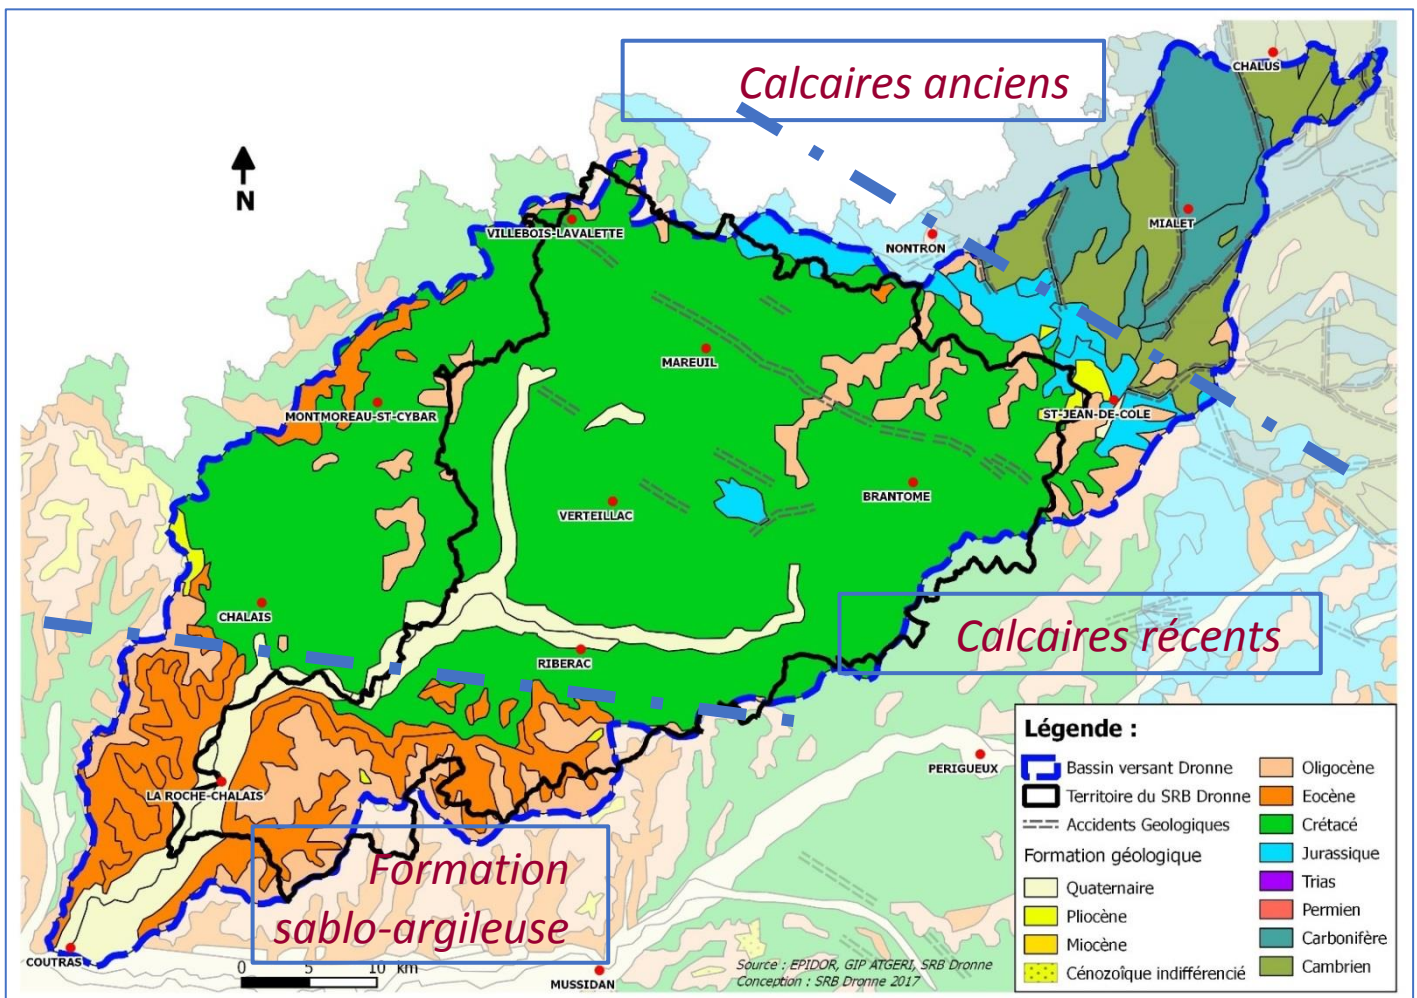 Calcaires anciens
CHALUS
N
VILLEBOIS-LAVALETTE
NONTRON
MIALET
MAREUIL
MONTMOREAU-ST-CYBAR
ST-JEAN-DE-COLE
BRANTOME
VERTEILLAC
CHALAIS
RIBERAC
Calcaires récents
LA ROCHE-CHALAIS
PERIGUEUX
Formation
sablo-argileuse
COUTRAS
MUSSIDAN
0 5 10 km
Source : EPIDOR, GIP ATGERI, SRB Dronne
Conception : SRB Dronne 2017
Légende :
Bassin versant Dronne
Territoire du SRB Dronne
Accidents Geologiques
Formation géologique
Quaternaire
Pliocène
Miocène
Cénozoîque indifférencié
Oligocène
Eocène
Crétacé
Jurassique
Trias
Permien
Carbonifère
Cambrien